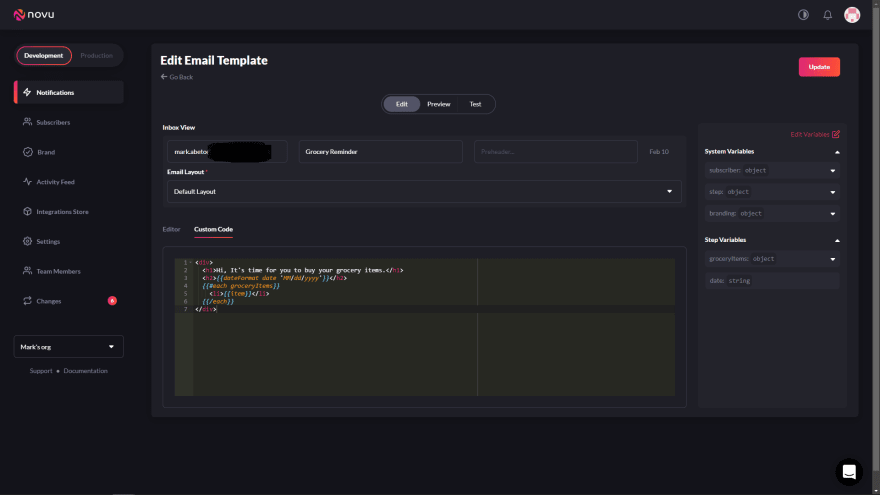 novu
Development
Production
Notifications
Subscribers
Brand
Activity Feed
Integrations Store
Settings
Team Members
Changes
6
Mark's org
Support • Documentation
Edit Email Template
Go Back
Update
Edit
Preview
Test
Inbox View
mark.abeto
Grocery Reminder
Preheader...
Feb 10
Email Layout *
Default Layout
Editor
Custom Code
1 <div>
2 <h1>Hi, It's time for you to buy your grocery items.</h1>
3 <h2>{{dateFormat date 'MM/dd/yyyy'}}</h2>
4 {{#each groceryItems}}
5 <li>{{item}}</li>
6 {{/each}}
7 </div>
Edit Variables
System Variables
subscriber: object
step: object
branding: object
Step Variables
groceryItems: object
date: string